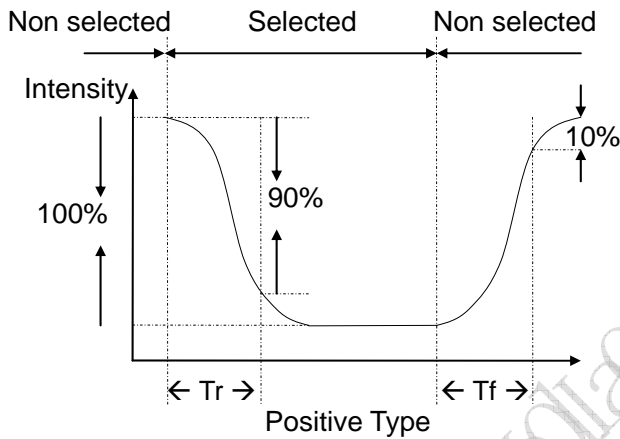 Non selected Selected Non selected
Intensity
10%
90%
100%
← Tr → ← Tf →
Positive Type